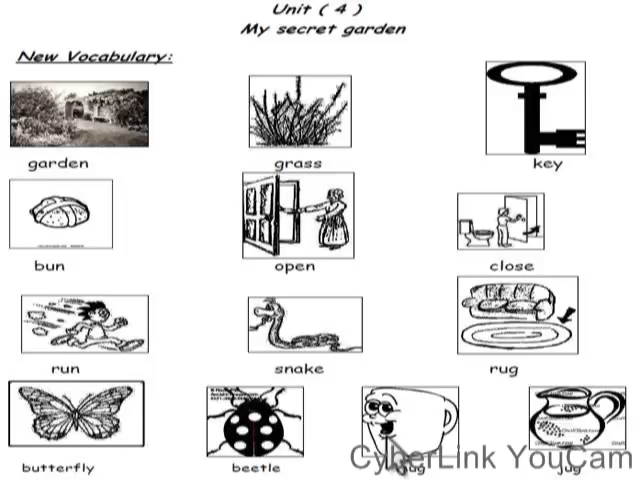 Unit ( 4 )
My secret garden
New Vocabulary:
garden grass key
bun open close
run snake rug
butterfly beetle jug
CyberLink YouCam